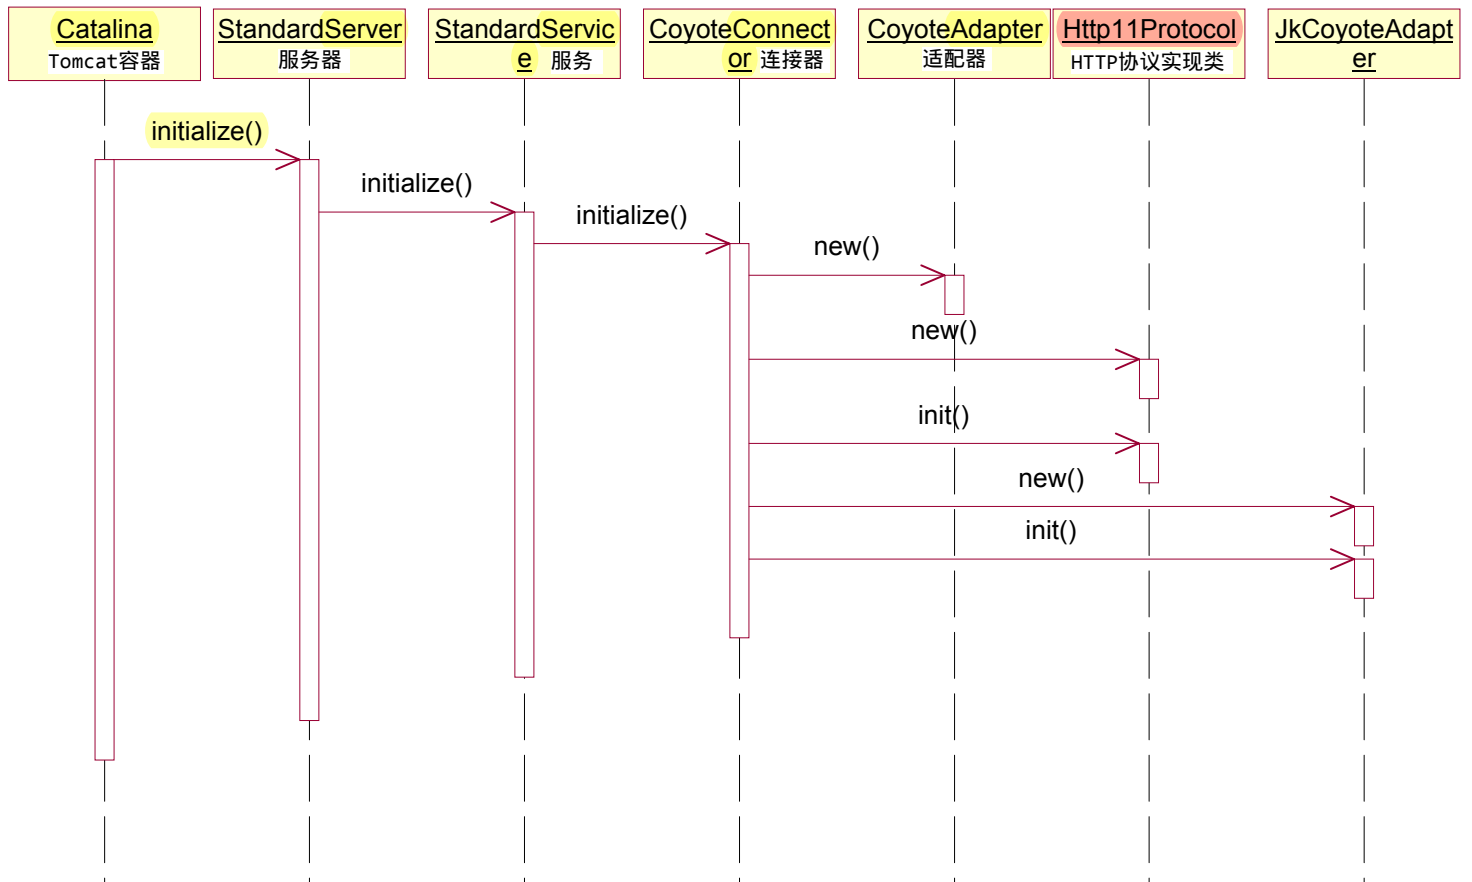 Catalina
Tomcat容器
StandardServer
服务器
StandardServic
e 服务
CoyoteConnect
or 连接器
CoyoteAdapter
适配器
Http11Protocol
HTTP协议实现类
JkCoyoteAdapt
er
initialize()
initialize()
initialize()
new()
new()
init()
new()
init()